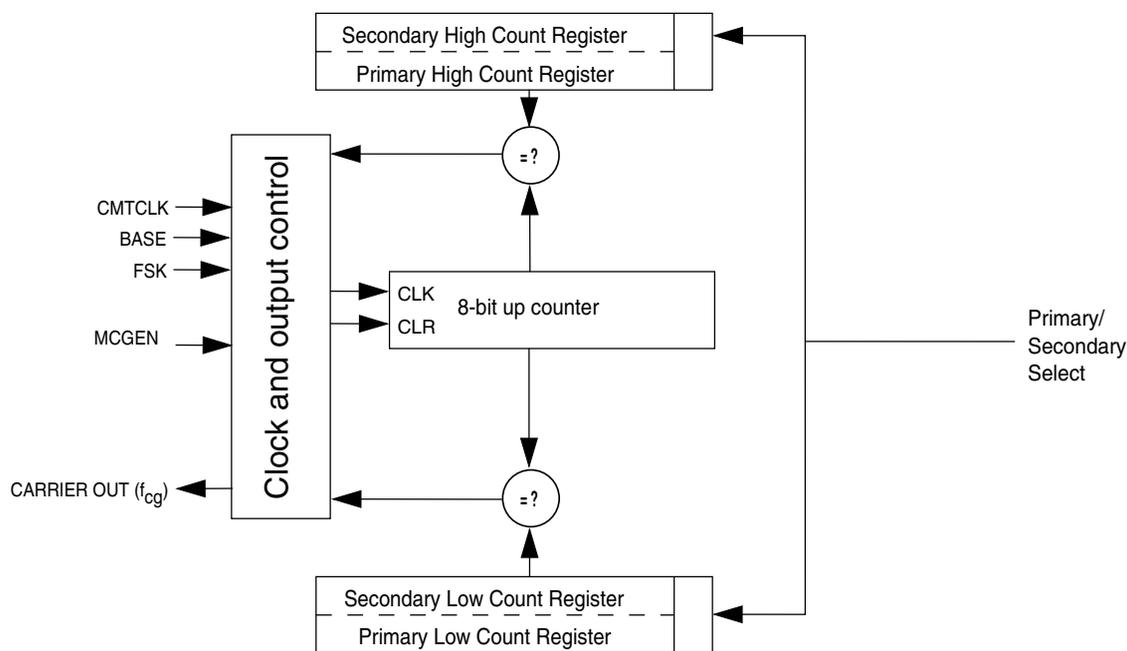 Secondary High Count Register
Primary High Count Register
=?
Clock and output control
CMTCLK
BASE
FSK
MCGEN
CLK
CLR
8-bit up counter
Primary/
Secondary
Select
CARRIER OUT (fcg)
=?
Secondary Low Count Register
Primary Low Count Register